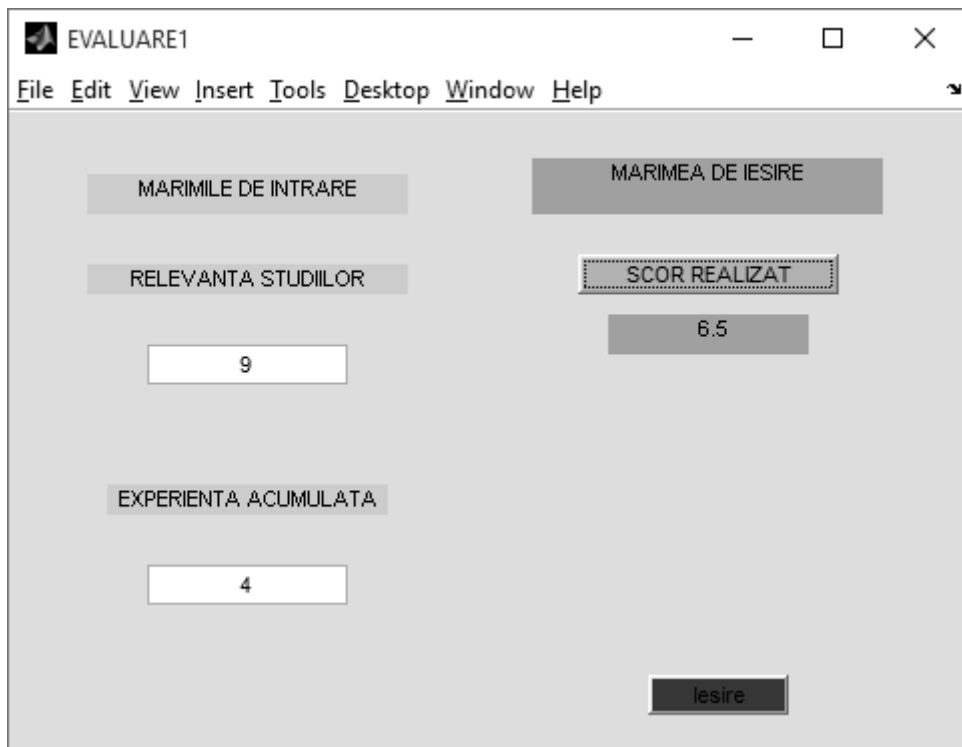 EVALUARE1
File Edit View Insert Tools Desktop Window Help
MARIMILE DE INTRARE
MARIMEA DE IESIRE
RELEVANTA STUDIILOR
SCOR REALIZAT
6.5
9
EXPERIENTA ACUMULATA
4
Iesire